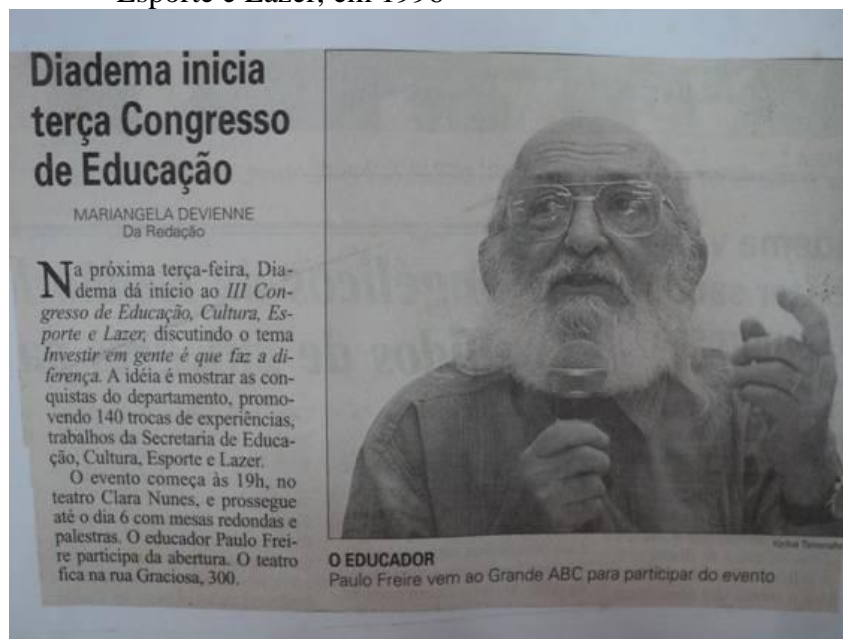 Esporte e Lazer, em 1996
Diadema inicia
terça Congresso
de Educação
MARIANGELA DEVIENNE
Da Redação
Na próxima terça-feira, Dia-
dema dá início ao III Con-
gresso de Educação, Cultura, Es-
porte e Lazer, discutindo o tema
Investir em gente é que faz a di-
ferença. A idéia é mostrar as con-
quistas do departamento, promo-
vendo 140 trocas de experiências,
trabalhos da Secretaria de Educa-
ção, Cultura, Esporte e Lazer.
O evento começa às 19h, no
teatro Clara Nunes, e prossegue
até o dia 6 com mesas redondas e
palestras. O educador Paulo Frei-
re participa da abertura. O teatro
fica na rua Graciosa, 300.
O EDUCADOR
Paulo Freire vem ao Grande ABC para participar do evento